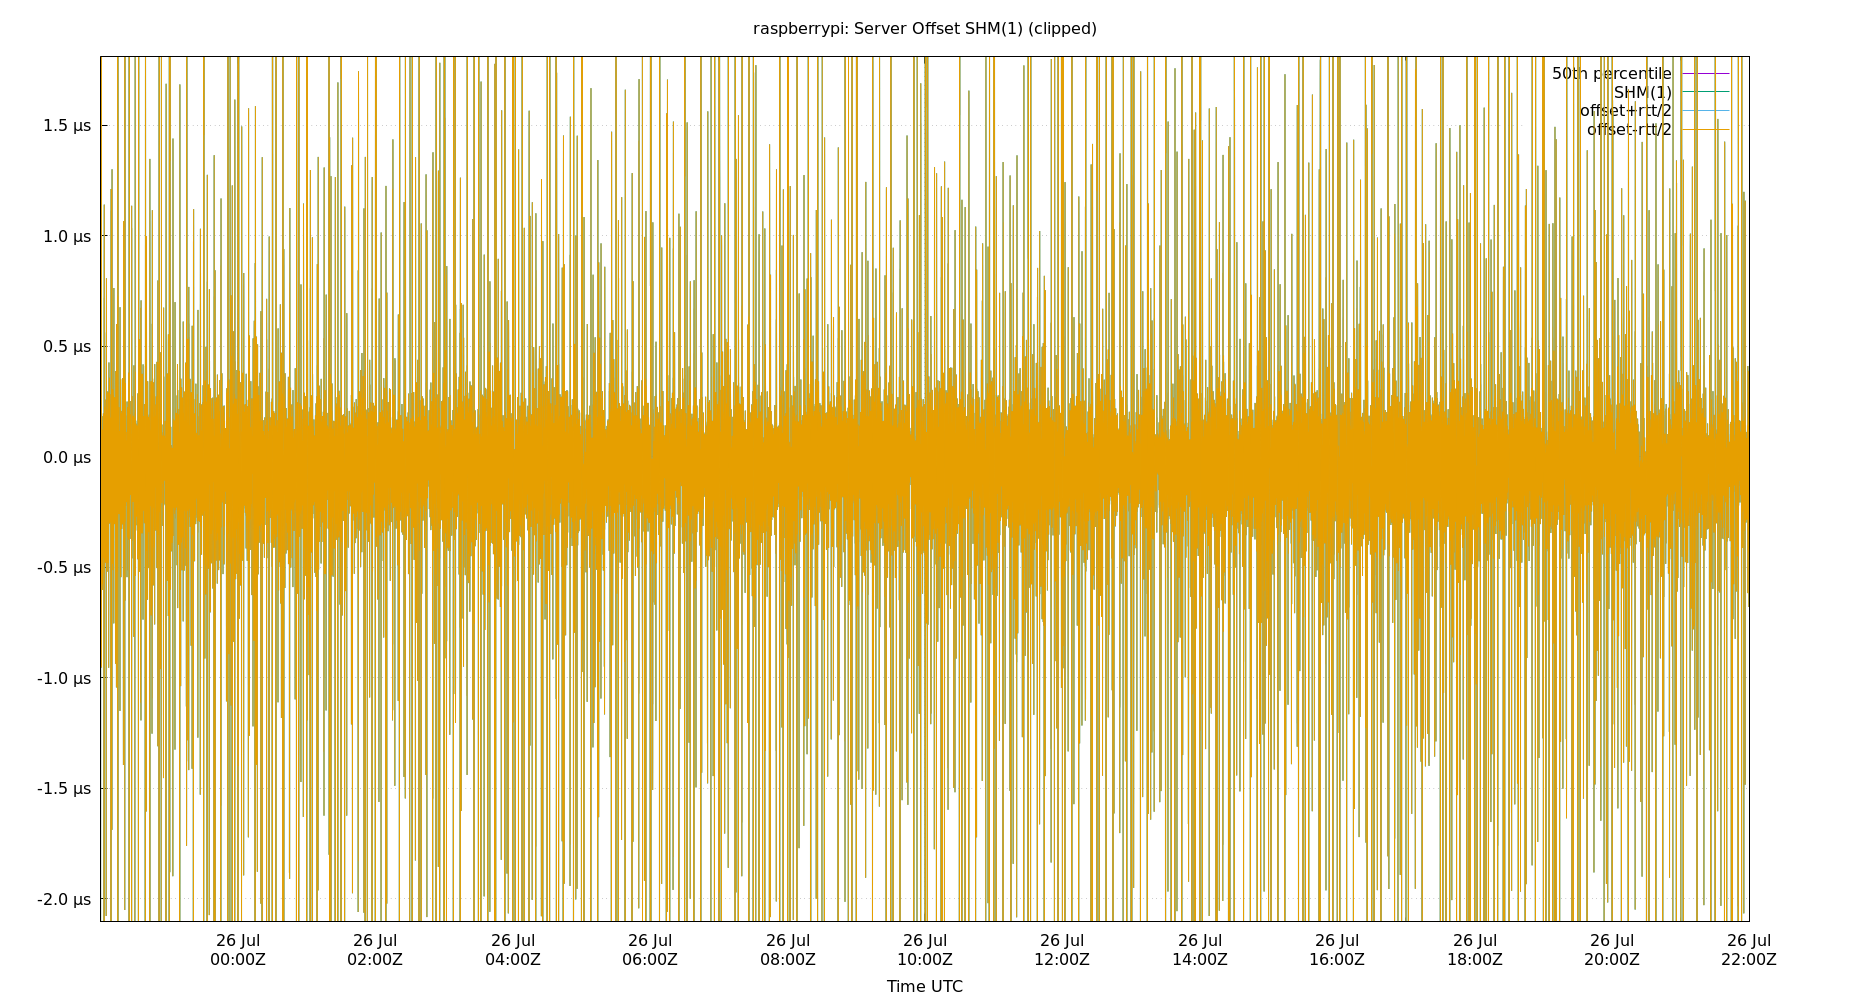 raspberrypi: Server Offset SHM(1) (clipped)
50th percentile
SHM(1)
offset+rtt/2
offset-rtt/2
1.5 µs
1.0 µs
0.5 µs
0.0 µs
-0.5 µs
-1.0 µs
-1.5 µs
-2.0 µs
26 Jul 26 Jul 26 Jul 26 Jul 26 Jul 26 Jul 26 Jul 26 Jul 26 Jul 26 Jul 26 Jul 26 Jul
00:00Z 02:00Z 04:00Z 06:00Z 08:00Z 10:00Z 12:00Z 14:00Z 16:00Z 18:00Z 20:00Z 22:00Z
Time UTC